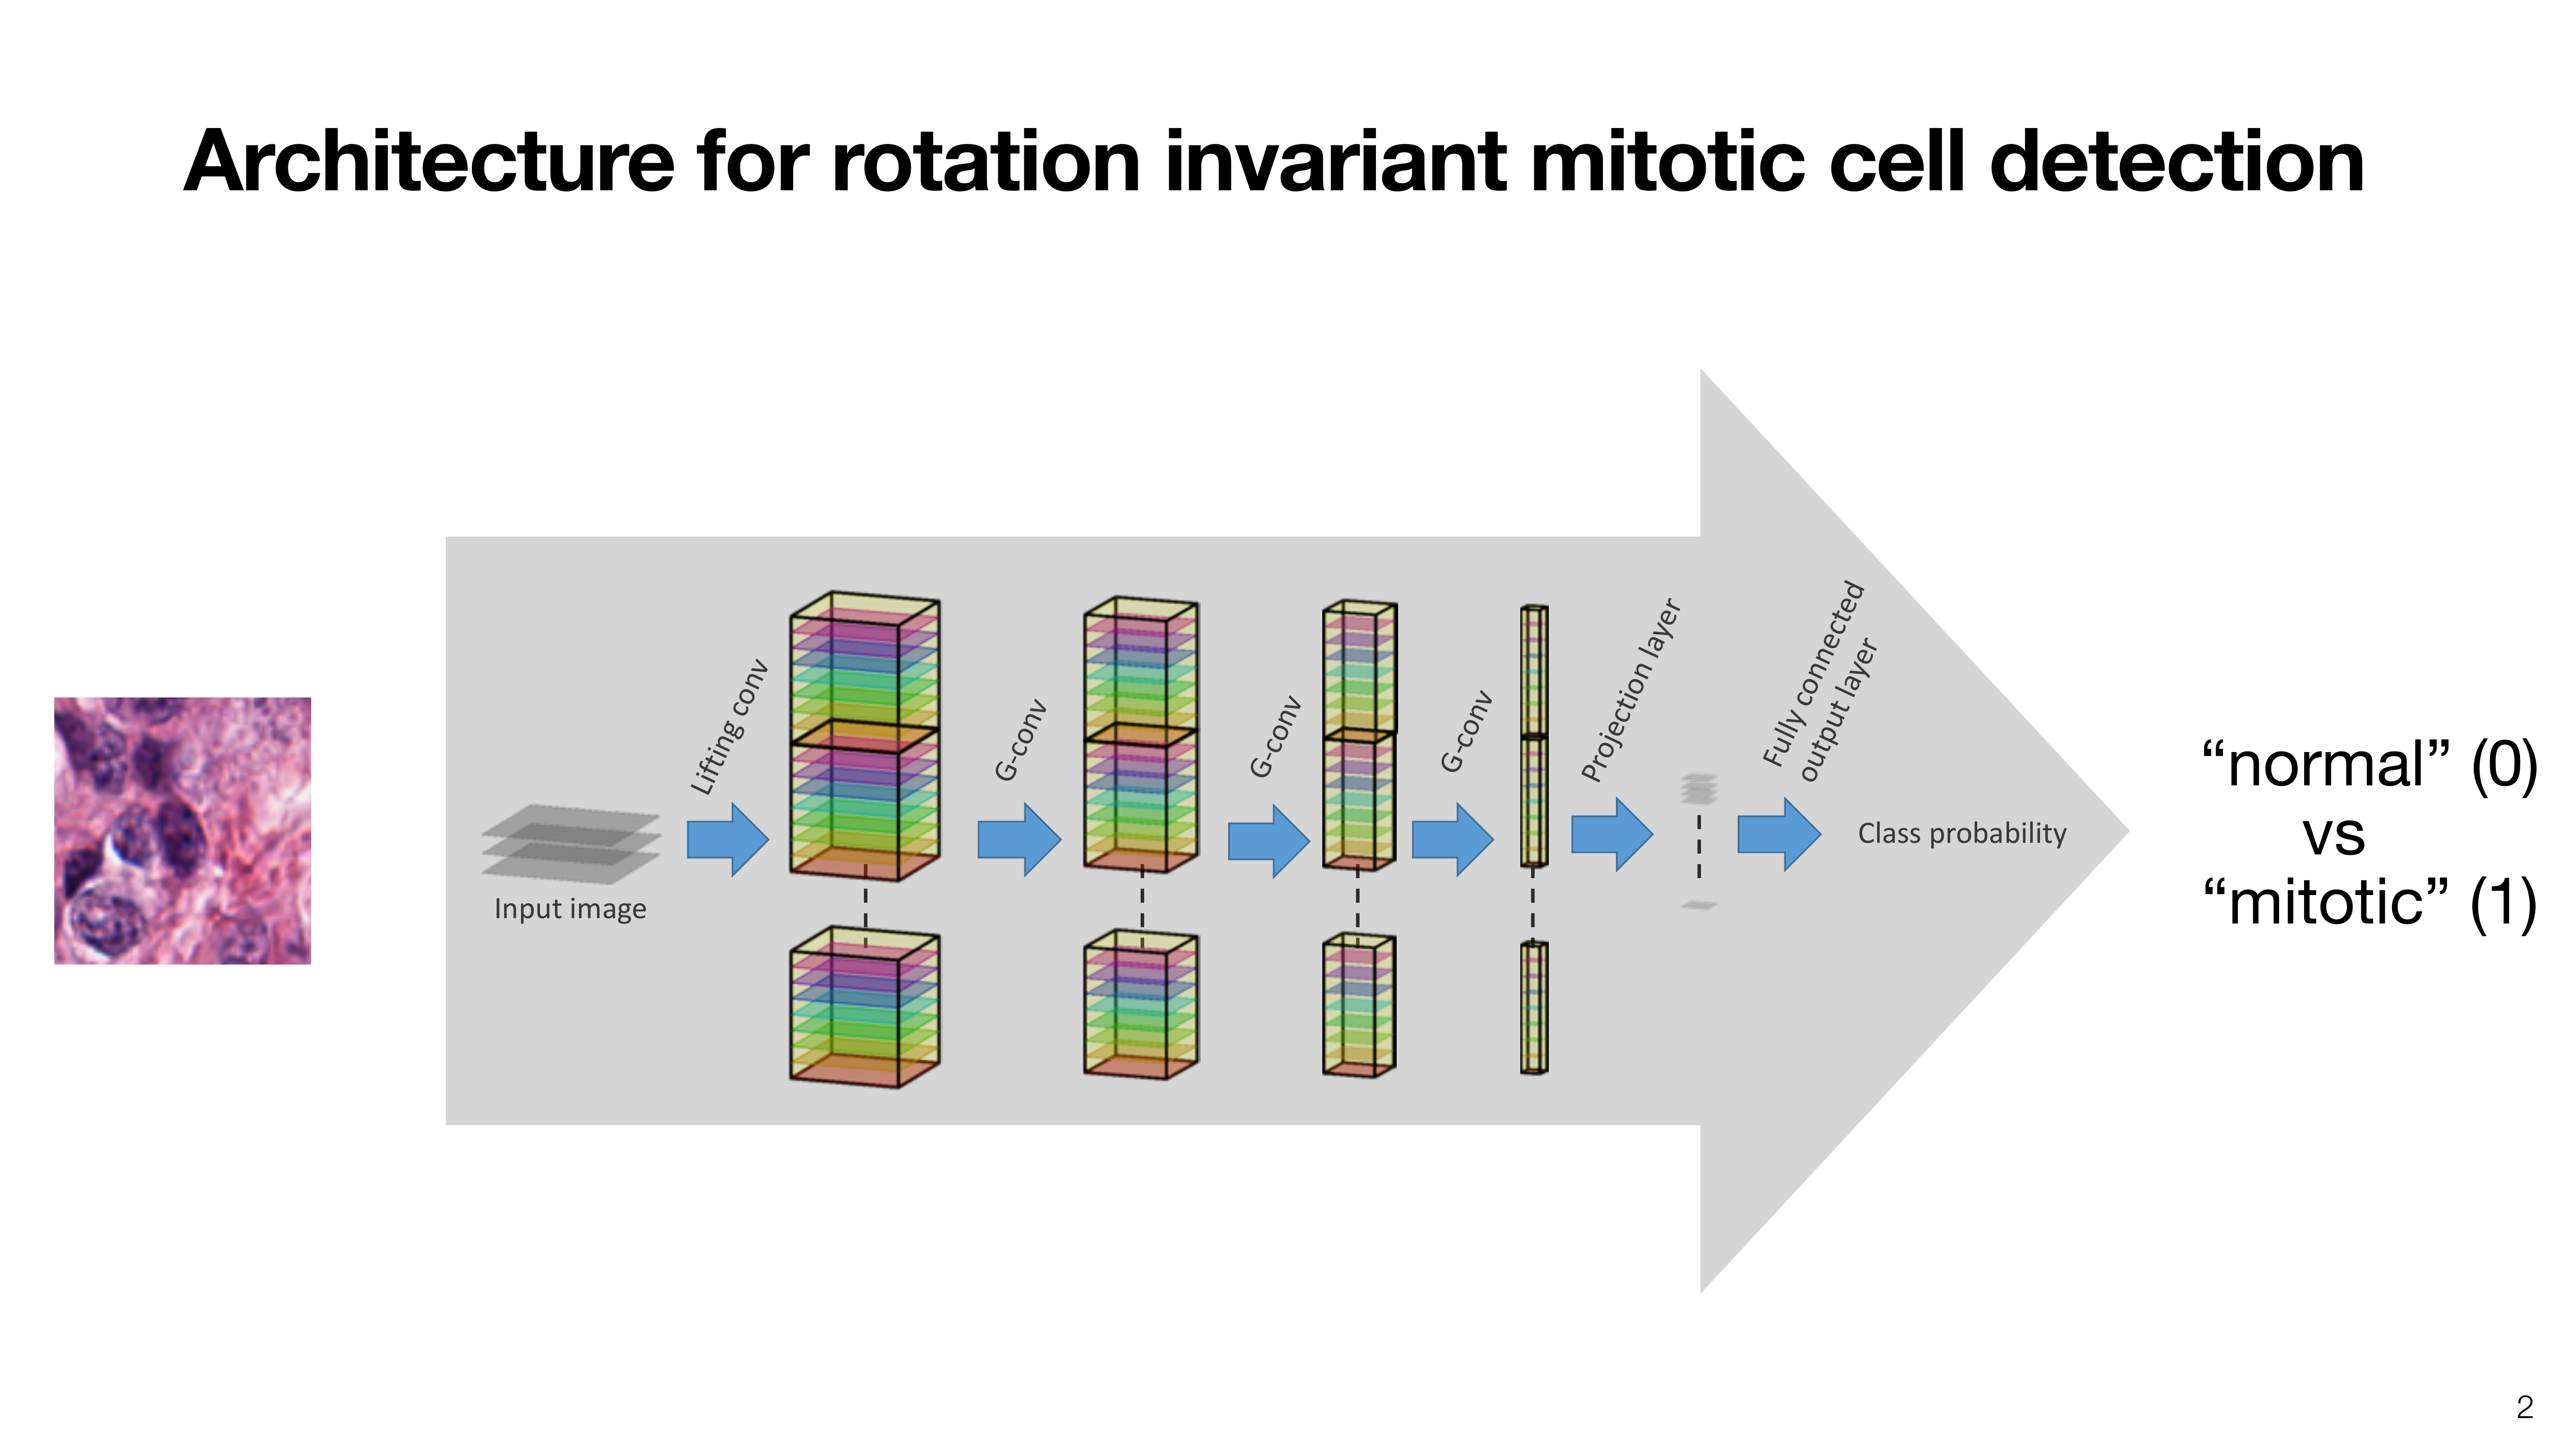 Architecture for rotation invariant mitotic cell detection
Input image
Lifting conv
G-conv
G-conv
G-conv
Projection layer
Fully connected
output layer
Class probability
“normal” (0)
vs
“mitotic” (1)
2